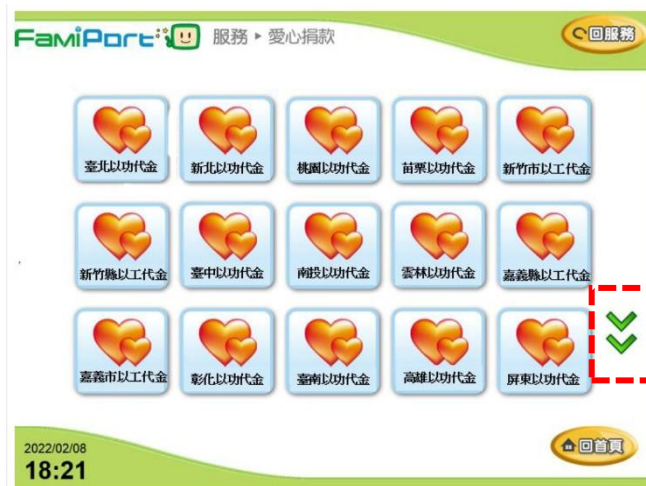 FamiPort 服務 ▸ 愛心捐款
回服務
臺北以功代金 新北以功代金 桃園以功代金 苗栗以功代金 新竹市以工代金
新竹縣以工代金 臺中以功代金 南投以功代金 雲林以功代金 嘉義縣以工代金
嘉義市以工代金 彰化以功代金 臺南以功代金 高雄以功代金 屏東以功代金
2022/02/08
18:21
回首頁